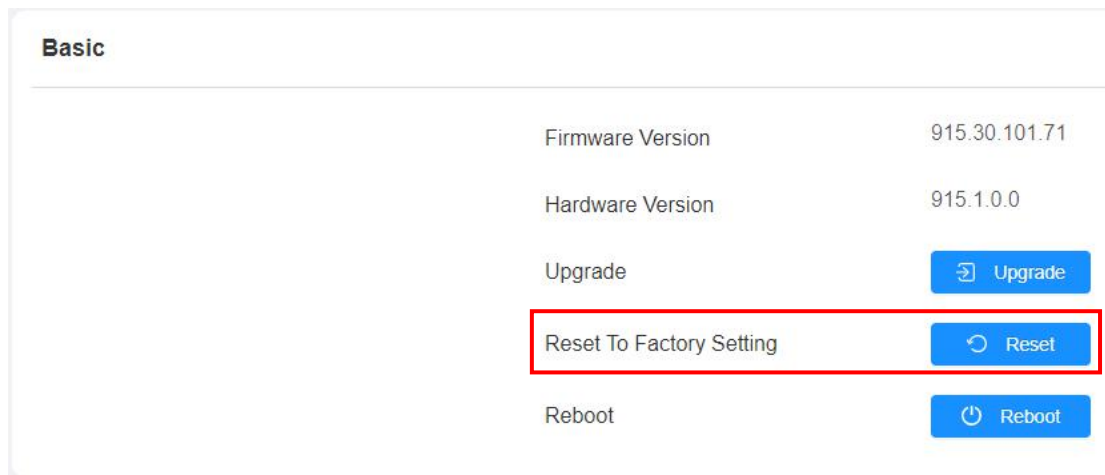 Basic
Firmware Version 915.30.101.71
Hardware Version 915.1.0.0
Upgrade Upgrade
Reset To Factory Setting Reset
Reboot Reboot